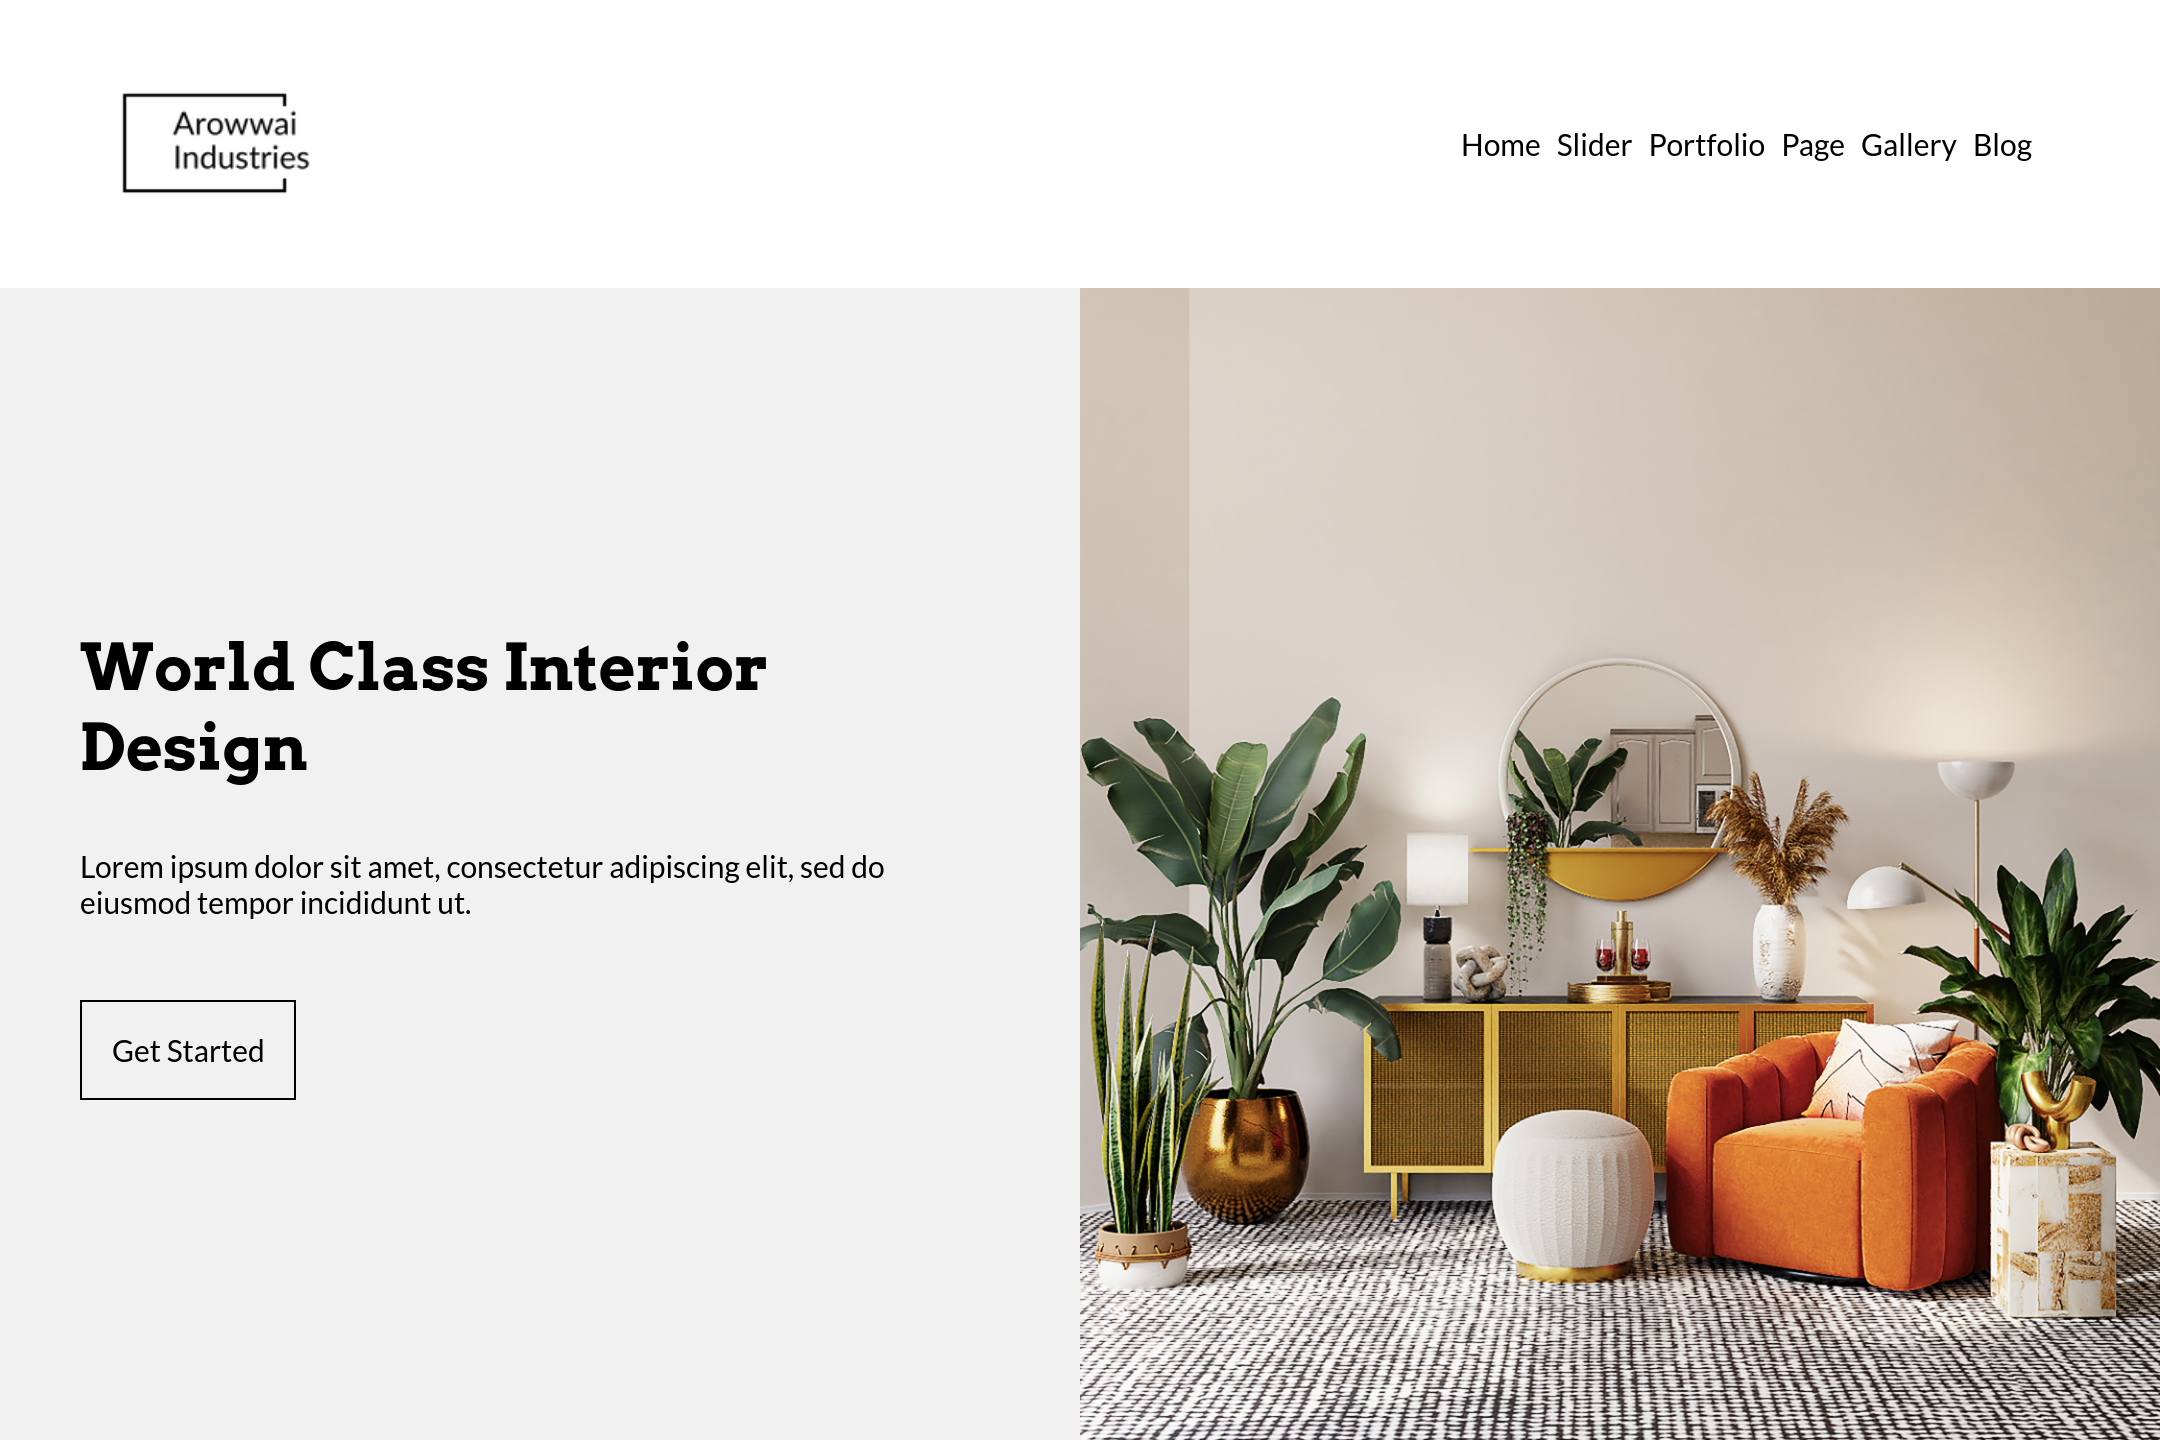 Arowwai
Industries
Home Slider Portfolio Page Gallery Blog
World Class Interior
Design
Lorem ipsum dolor sit amet, consectetur adipiscing elit, sed do
eiusmod tempor incididunt ut.
Get Started